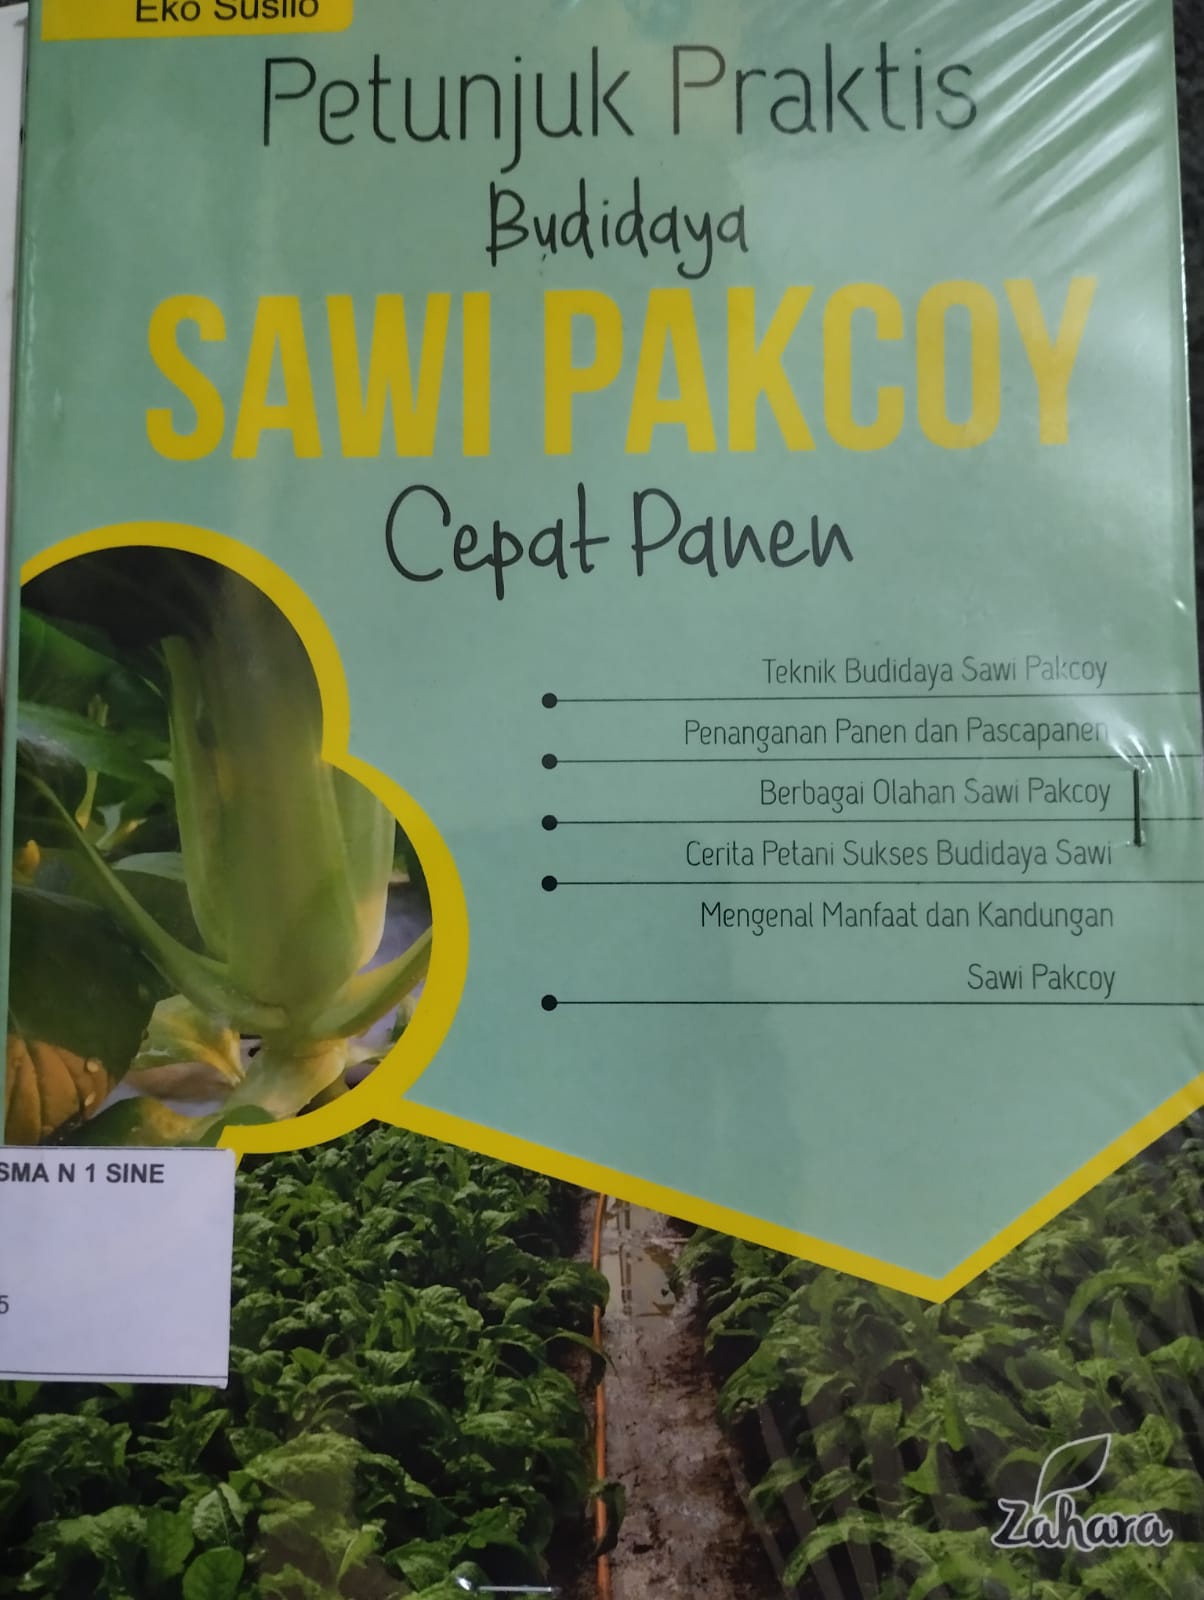 Eko Susilo
Petunjuk Praktis
Budidaya
SAWI PAKCOY
Cepat Panen
Teknik Budidaya Sawi Pakcoy
Penanganan Panen dan Pascapanen
Berbagai Olahan Sawi Pakcoy
Cerita Petani Sukses Budidaya Sawi
Mengenal Manfaat dan Kandungan
Sawi Pakcoy
SMA N 1 SINE
5
Zahara